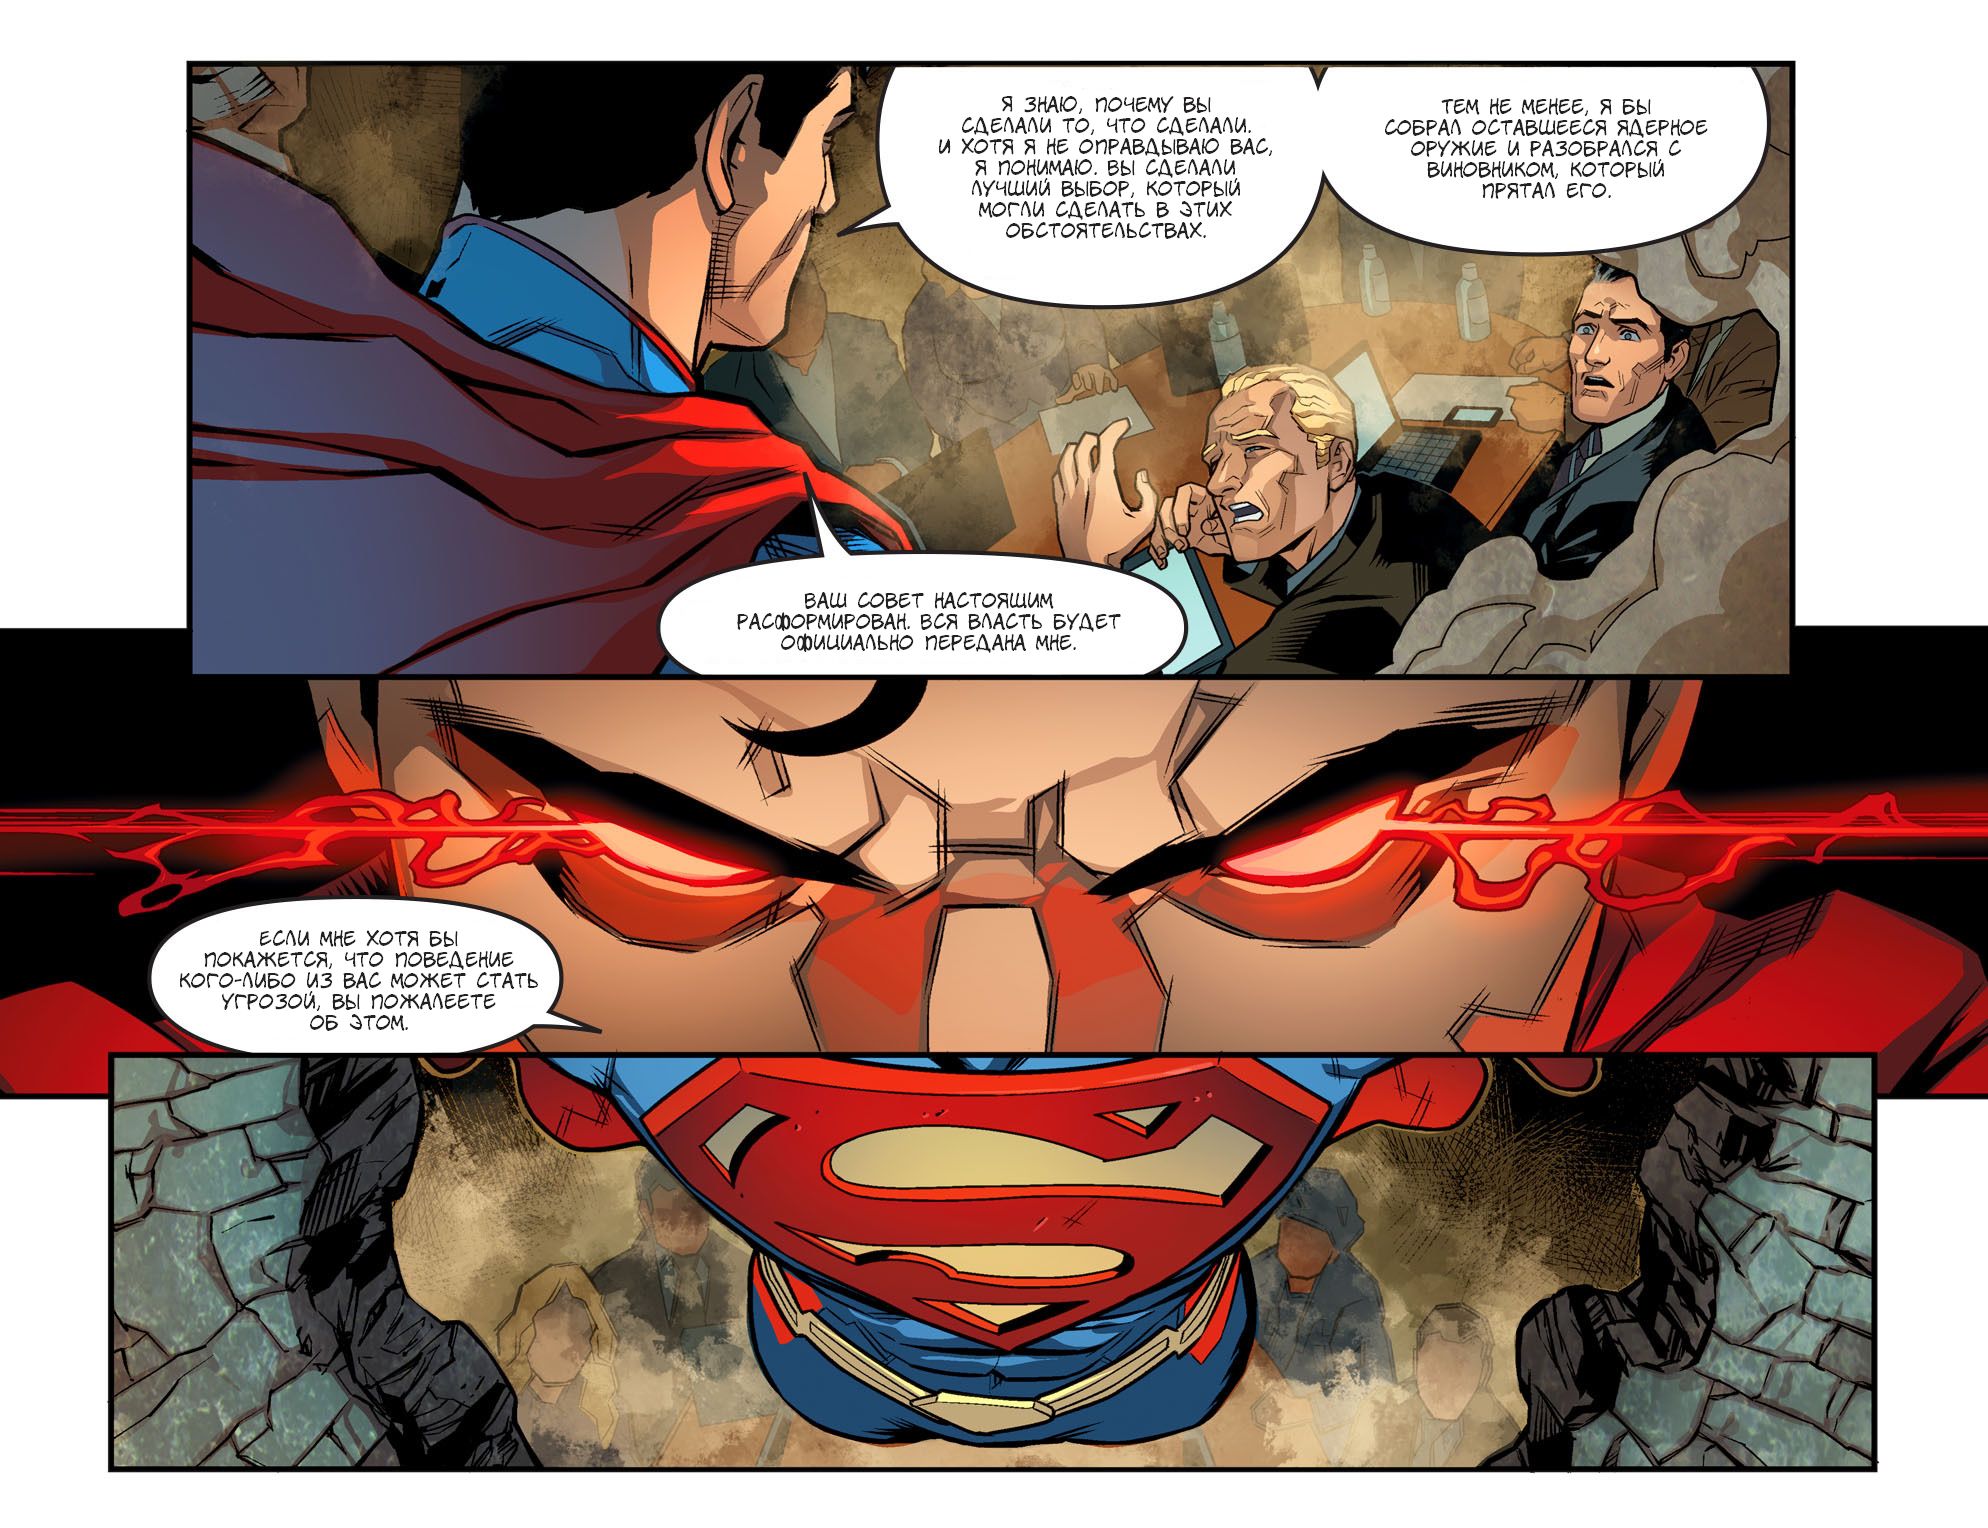 Я ЗНАЮ, ПОЧЕМУ ВЫ
СДЕЛАЛИ ТО, ЧТО СДЕЛАЛИ.
И ХОТЯ Я НЕ ОПРАВДЫВАЮ ВАС,
Я ПОНИМАЮ. ВЫ СДЕЛАЛИ
ЛУЧШИЙ ВЫБОР, КОТОРЫЙ
МОГЛИ СДЕЛАТЬ В ЭТИХ
ОБСТОЯТЕЛЬСТВАХ.
ТЕМ НЕ МЕНЕЕ, Я БЫ
СОБРАЛ ОСТАВШЕЕСЯ ЯДЕРНОЕ
ОРУЖИЕ И РАЗОБРАЛСЯ С
ВИНОВНИКОМ, КОТОРЫЙ
ПРЯТАЛ ЕГО.
ВАШ СОВЕТ НАСТОЯЩИМ
РАСФОРМИРОВАН. ВСЯ ВЛАСТЬ БУДЕТ
ОФИЦИАЛЬНО ПЕРЕДАНА МНЕ.
ЕСЛИ МНЕ ХОТЯ БЫ
ПОКАЖЕТСЯ, ЧТО ПОВЕДЕНИЕ
КОГО-ЛИБО ИЗ ВАС МОЖЕТ СТАТЬ
УГРОЗОЙ, ВЫ ПОЖАЛЕЕТЕ
ОБ ЭТОМ.